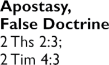 Apostasy,
False Doctrine
2 Ths 2:3;
2 Tim 4:3